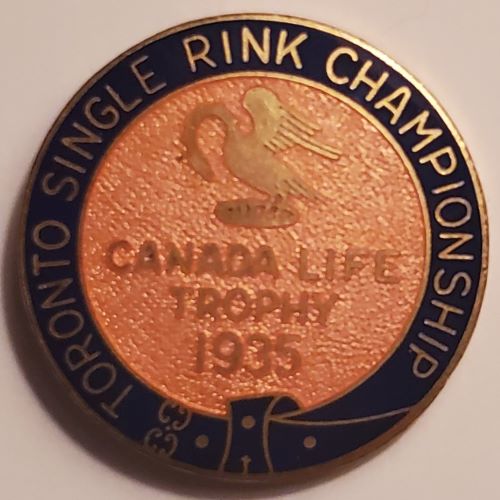 TORONTO SINGLE RINK CHAMPIONSHIP
CANADA LIFE
TROPHY
1935